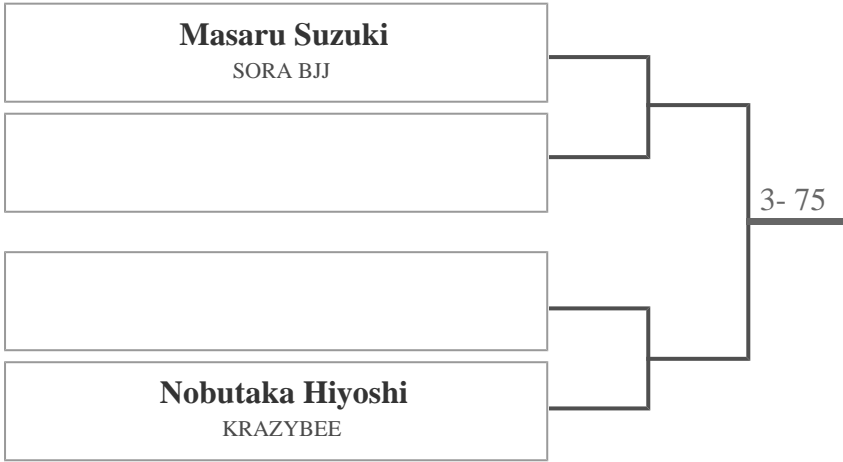 Masaru Suzuki
SORA BJJ
3- 75
Nobutaka Hiyoshi
KRAZYBEE